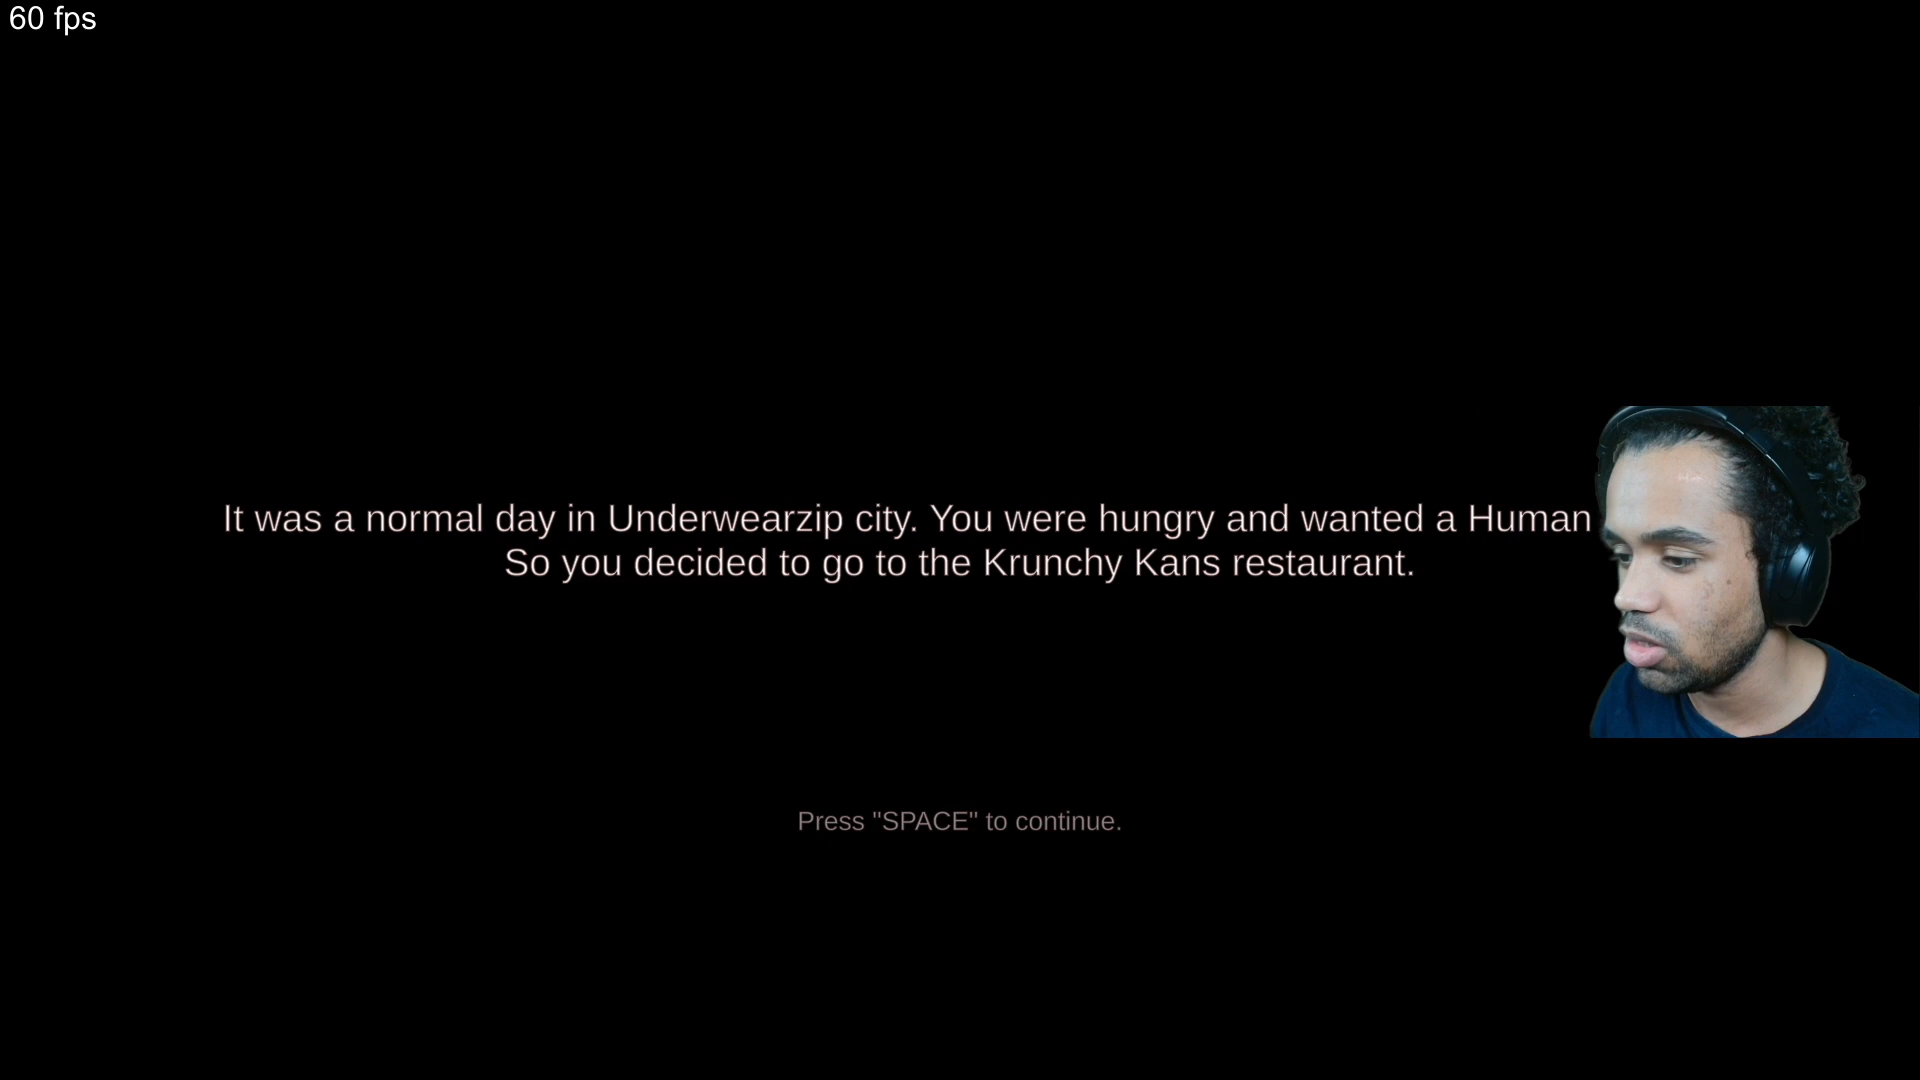 60 fps
It was a normal day in Underwearzip city. You were hungry and wanted a Human
So you decided to go to the Krunchy Kans restaurant.
Press "SPACE" to continue.